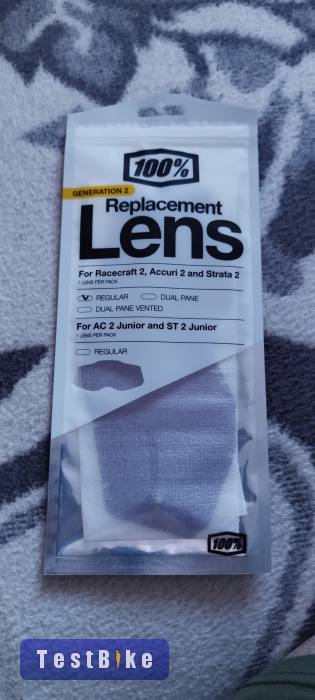 100%
GENERATION 2
Replacement
Lens
For Racecraft 2, Accuri 2 and Strata 2
1 LENS PER PACK
REGULAR DUAL PANE
DUAL PANE VENTED
For AC 2 Junior and ST 2 Junior
1 LENS PER PACK
REGULAR
100%
TestBike